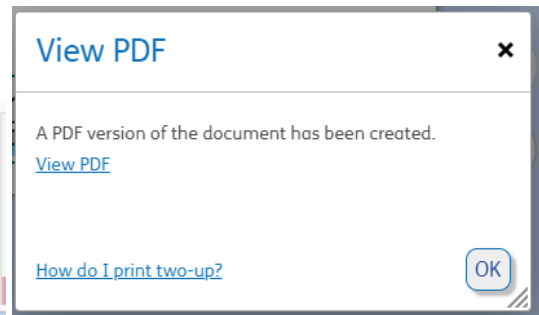 View PDF
A PDF version of the document has been created.
View PDF
How do I print two-up?
OK